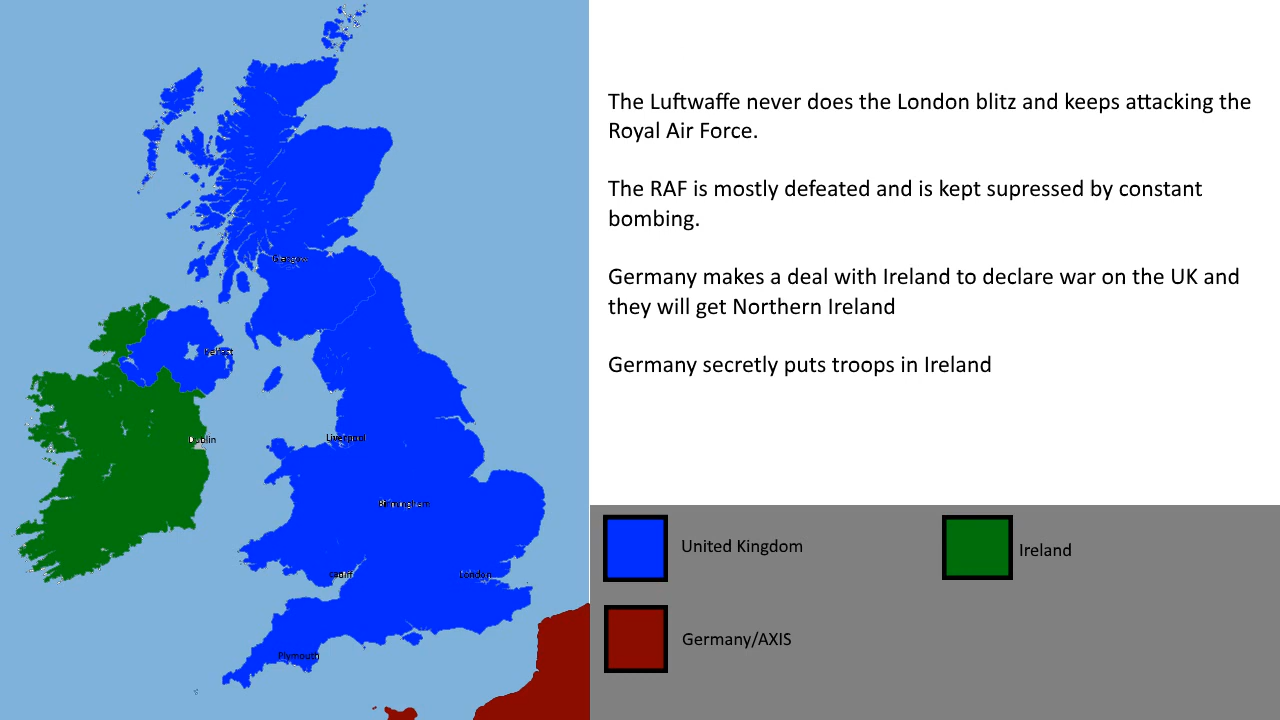 The Luftwaffe never does the London blitz and keeps attacking the
Royal Air Force.
The RAF is mostly defeated and is kept supressed by constant
bombing.
Germany makes a deal with Ireland to declare war on the UK and
they will get Northern Ireland
Germany secretly puts troops in Ireland
Glasgow
Belfast
Dublin
Liverpool
Birmingham
cardiff
London
Plymouth
United Kingdom
Ireland
Germany/AXIS